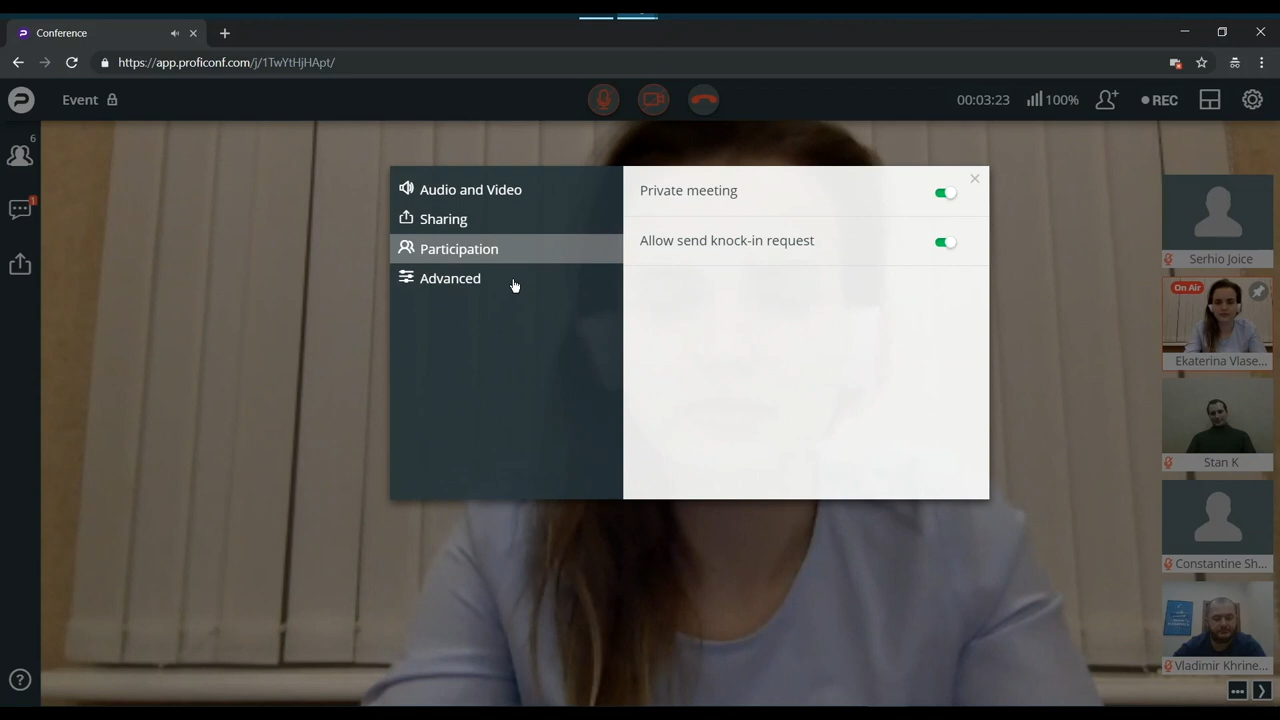 Conference
https://app.proficonf.com/j/1TwYtHjHApt/
Event
00:03:23
100%
REC
6
1
Audio and Video
Sharing
Participation
Advanced
Private meeting
Allow send knock-in request
Serhio Joice
On Air
Ekaterina Vlase...
Stan K
Constantine Sh...
Vladimir Khrine...